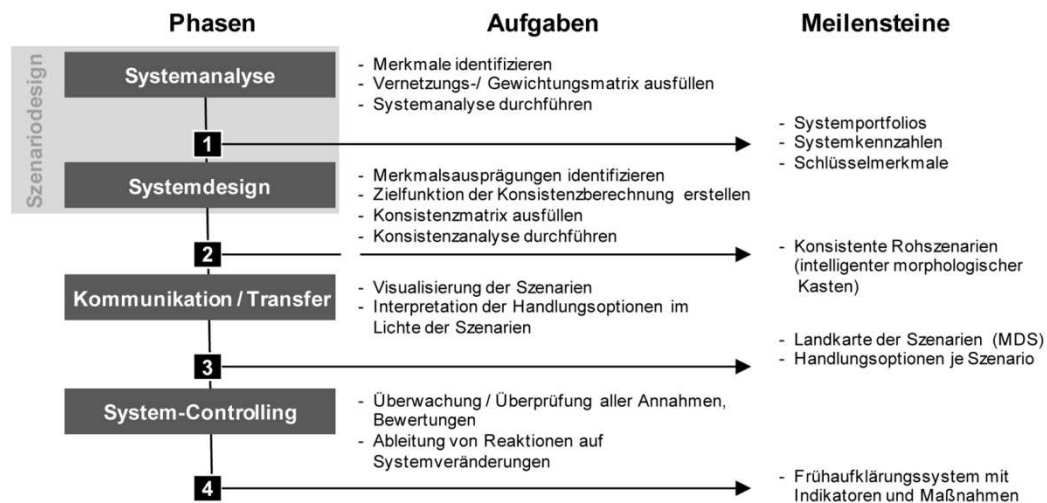 Phasen
Aufgaben
Meilensteine
Szenariodesign
Systemanalyse
- Merkmale identifizieren
- Vernetzungs-/ Gewichtungsmatrix ausfüllen
- Systemanalyse durchführen
1
- Systemportfolios
- Systemkennzahlen
- Schlüsselmerkmale
Systemdesign
- Merkmalsausprägungen identifizieren
- Zielfunktion der Konsistenzberechnung erstellen
- Konsistenzmatrix ausfüllen
- Konsistenzanalyse durchführen
2
- Konsistente Rohszenarien
(intelligenter morphologischer
Kasten)
Kommunikation / Transfer
- Visualisierung der Szenarien
- Interpretation der Handlungsoptionen im
Lichte der Szenarien
3
- Landkarte der Szenarien (MDS)
- Handlungsoptionen je Szenario
System-Controlling
- Überwachung / Überprüfung aller Annahmen,
Bewertungen
- Ableitung von Reaktionen auf
Systemveränderungen
4
- Frühaufklärungssystem mit
Indikatoren und Maßnahmen